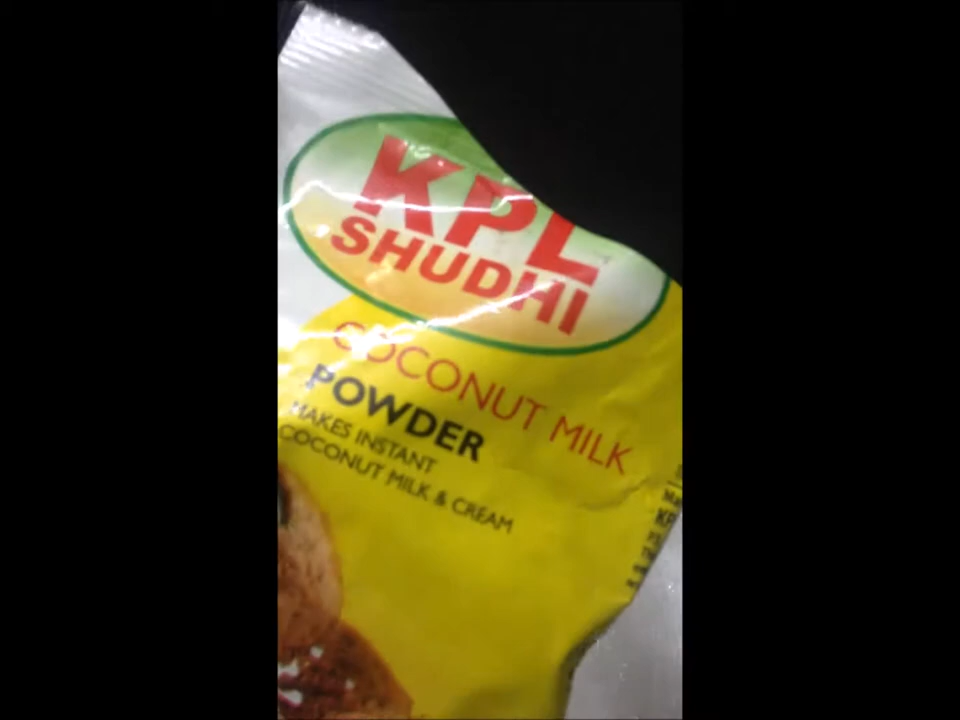 KPL
SHUDHI
COCONUT MILK
POWDER
MAKES INSTANT
COCONUT MILK & CREAM